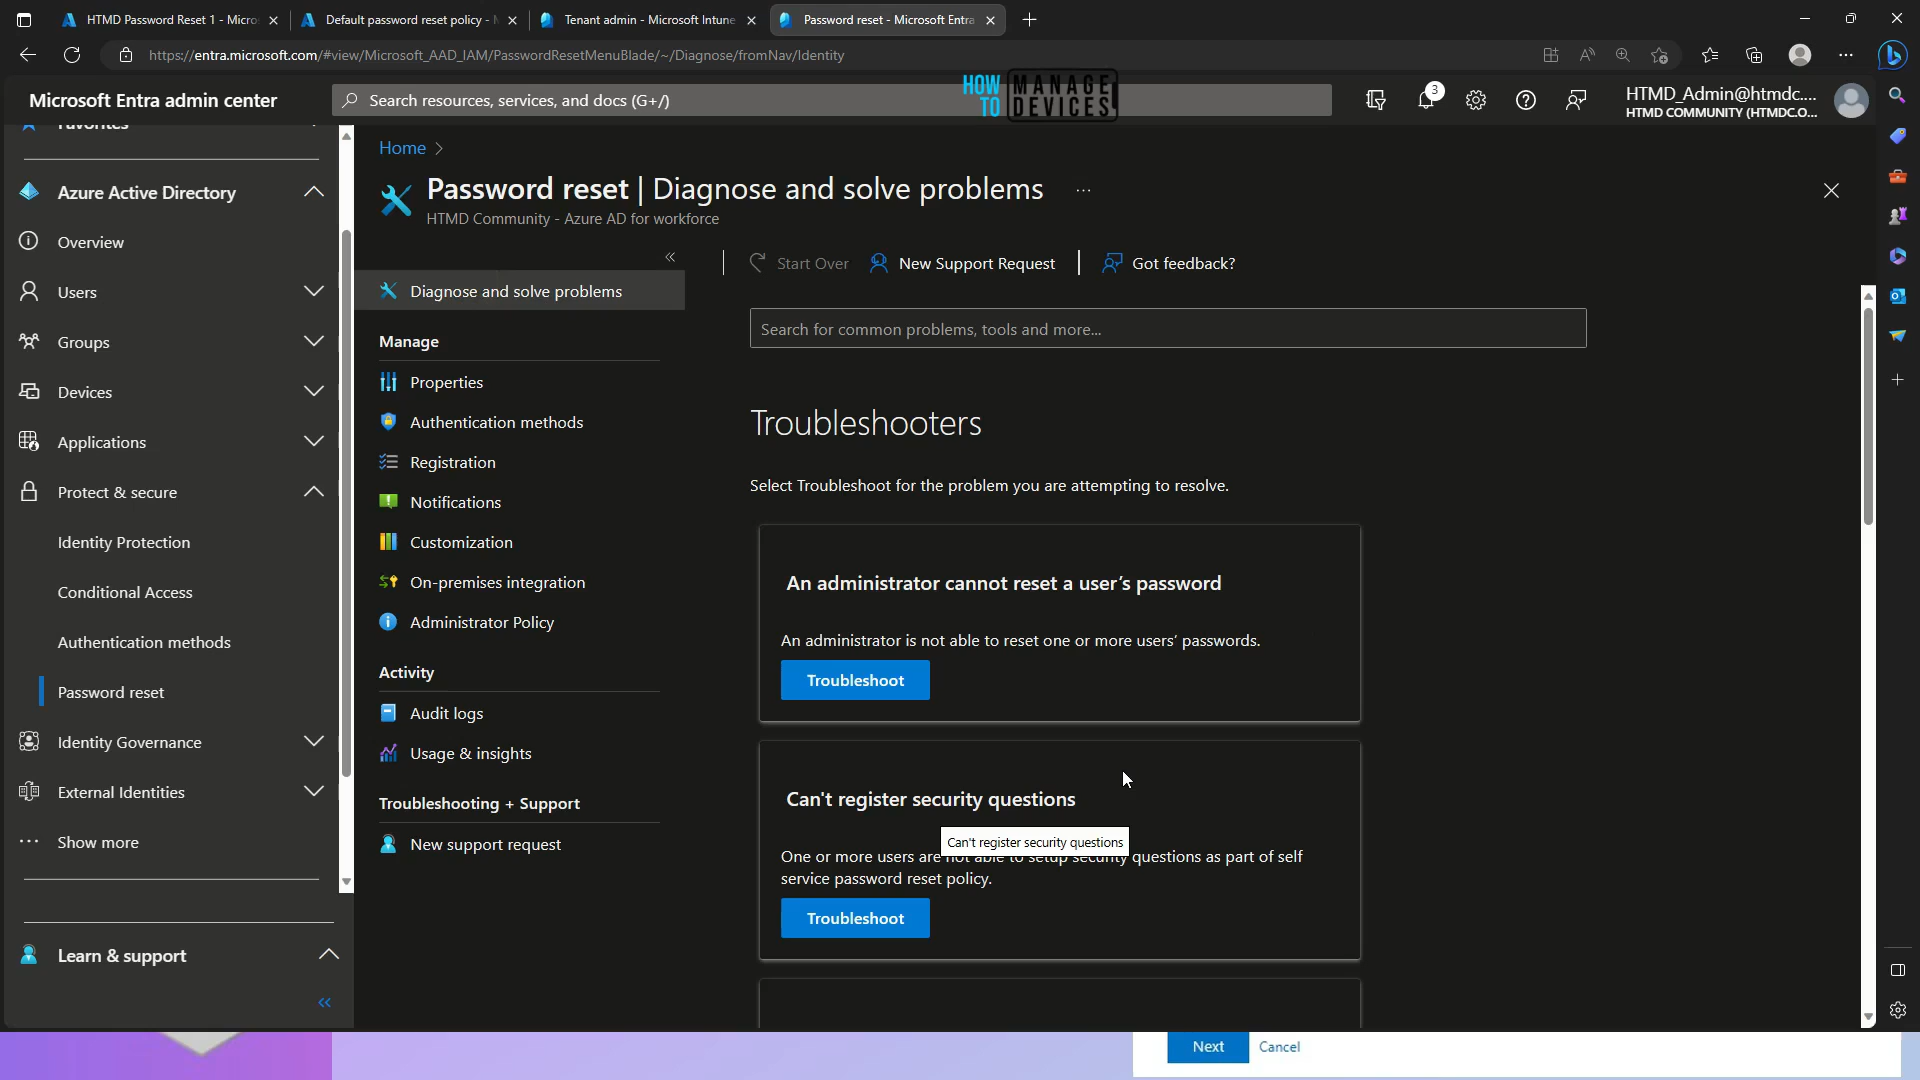 HTMD Password Reset 1 - Micro
Default password reset policy -
Tenant admin - Microsoft Intune
Password reset - Microsoft Entra
https://entra.microsoft.com/#view/Microsoft_AAD_IAM/PasswordResetMenuBlade/~/Diagnose/fromNav/Identity
Microsoft Entra admin center
Search resources, services, and docs (G+/)
HOW TO MANAGE DEVICES
3
HTMD_Admin@htmdc....
HTMD COMMUNITY (HTMDC.O...
Favorites
Azure Active Directory
Overview
Users
Groups
Devices
Applications
Protect & secure
Identity Protection
Conditional Access
Authentication methods
Password reset
Identity Governance
External Identities
Show more
Learn & support
Home
Password reset | Diagnose and solve problems
HTMD Community - Azure AD for workforce
Diagnose and solve problems
Manage
Properties
Authentication methods
Registration
Notifications
Customization
On-premises integration
Administrator Policy
Activity
Audit logs
Usage & insights
Troubleshooting + Support
New support request
Start Over
New Support Request
Got feedback?
Search for common problems, tools and more...
Troubleshooters
Select Troubleshoot for the problem you are attempting to resolve.
An administrator cannot reset a user's password
An administrator is not able to reset one or more users' passwords.
Troubleshoot
Can't register security questions
Can't register security questions
One or more users are not able to setup security questions as part of self
service password reset policy.
Troubleshoot
Next
Cancel